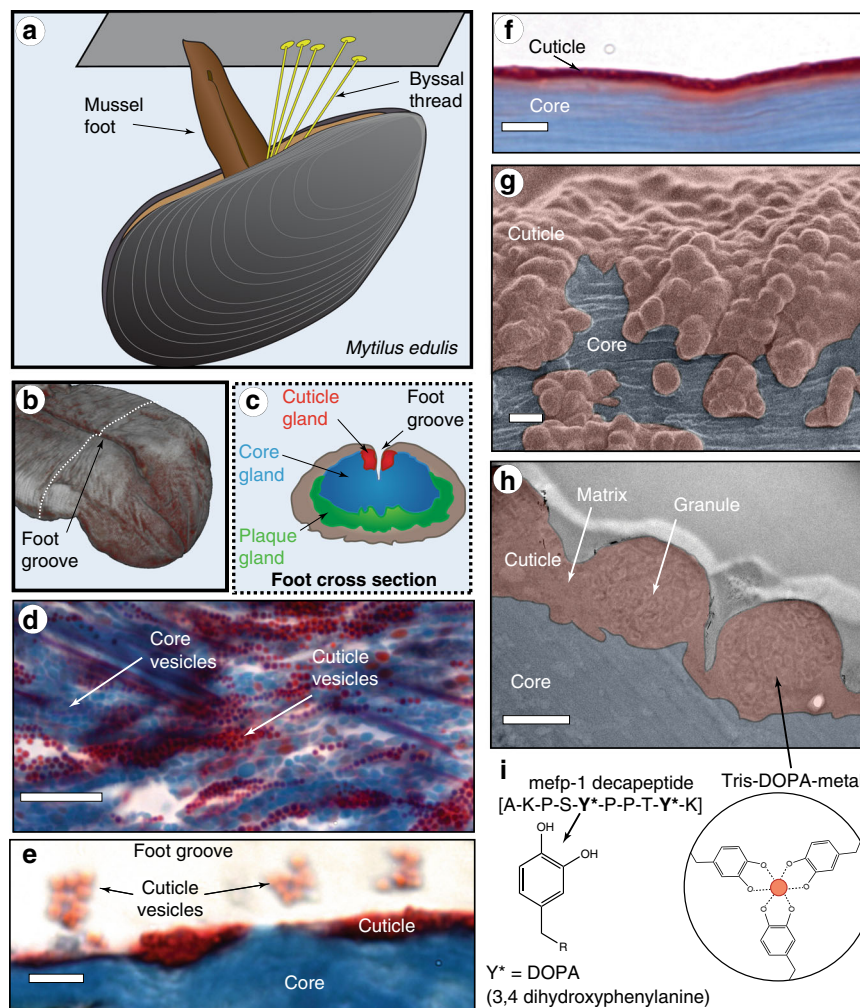 a
Mussel
foot
Byssal
thread
Mytilus edulis
b
Foot
groove
c
Cuticle
gland
Foot
groove
Core
gland
Plaque
gland
Foot cross section
d
Core
vesicles
Cuticle
vesicles
e
Foot groove
Cuticle
vesicles
Cuticle
Core
f
Cuticle
Core
g
Cuticle
Core
h
Matrix
Granule
Cuticle
Core
i
mefp-1 decapeptide
[A-K-P-S-Y*-P-P-T-Y*-K]
OH
OH
R
Y* = DOPA
(3,4 dihydroxyphenylanine)
Tris-DOPA-metal
O
O
O
O
O
O